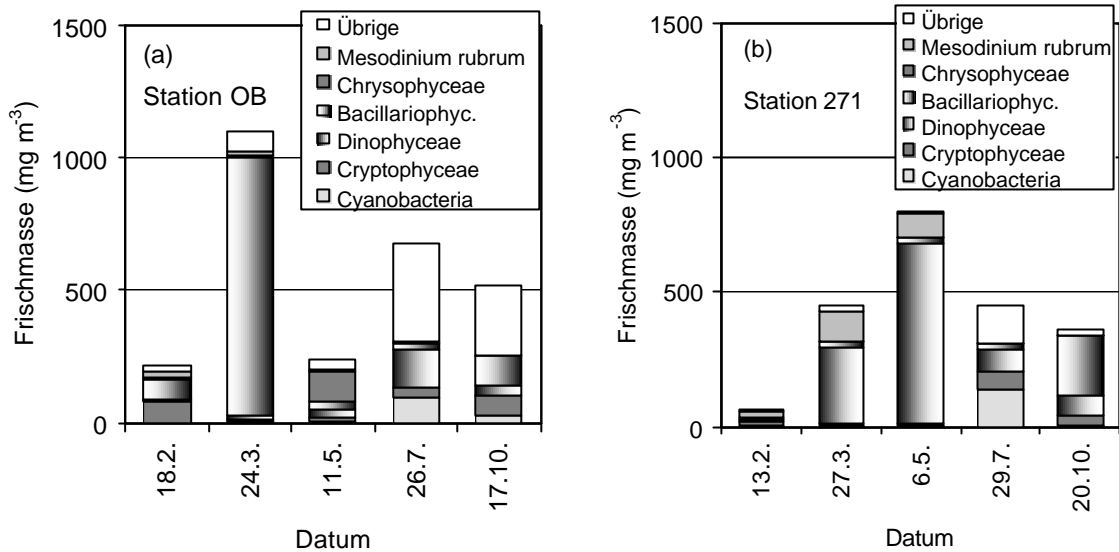 (a)
Station OB
Übrige
Mesodinium rubrum
Chrysophyceae
Bacillariophyc.
Dinophyceae
Cryptophyceae
Cyanobacteria
1500
1000
500
0
Frischmasse (mg m⁻³)
18.2.
24.3.
11.5.
26.7.
17.10.
Datum
(b)
Station 271
Übrige
Mesodinium rubrum
Chrysophyceae
Bacillariophyc.
Dinophyceae
Cryptophyceae
Cyanobacteria
1500
1000
500
0
Frischmasse (mg m⁻³)
13.2.
27.3.
6.5.
29.7.
20.10.
Datum